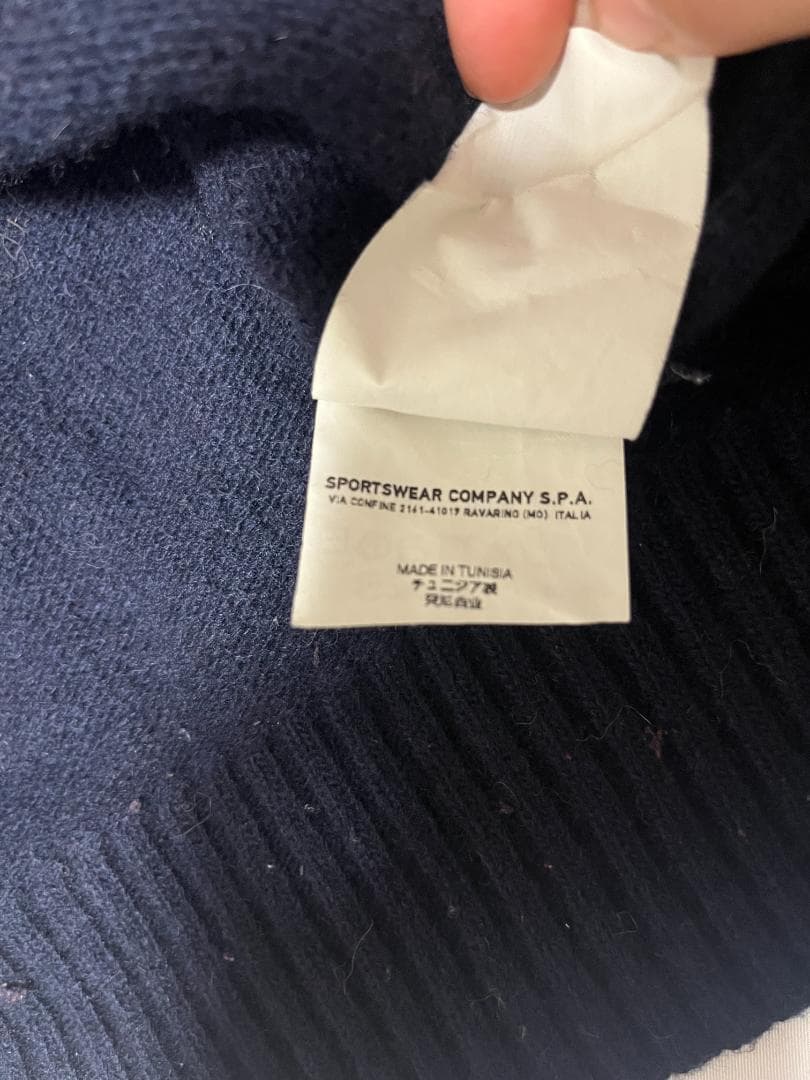 SPORTSWEAR COMPANY S.P.A.
VIA CONFINE 2161-41017 RAVARINO (MO) ITALIA
MADE IN TUNISIA
チュニジア製